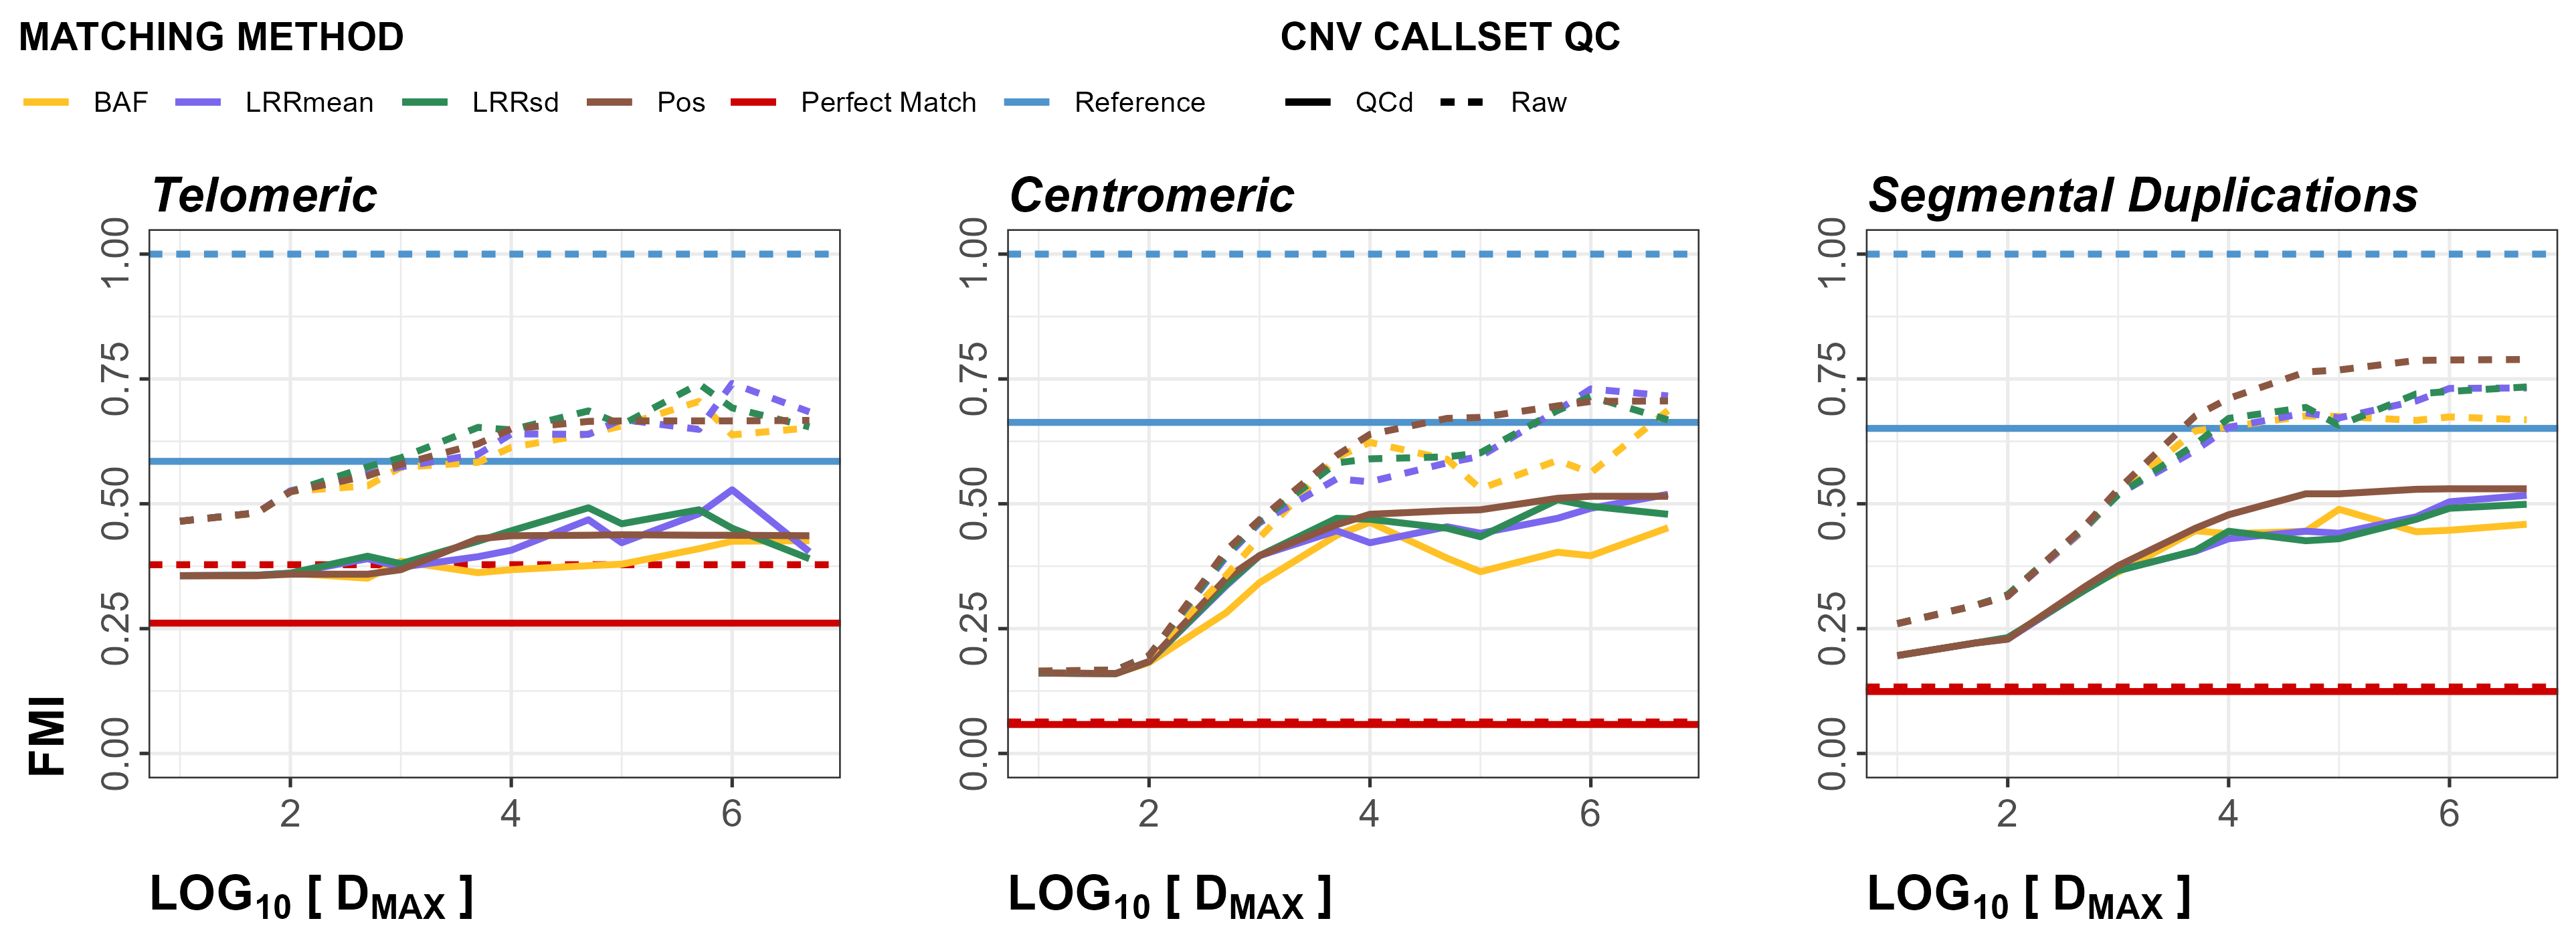 MATCHING METHOD
CNV CALLSET QC
BAF LRRmean LRRsd Pos Perfect Match Reference
QCd Raw
Telomeric
Centromeric
Segmental Duplications
FMI
1.00
0.75
0.50
0.25
0.00
2 4 6
LOG10 [ DMAX ]
1.00
0.75
0.50
0.25
0.00
2 4 6
LOG10 [ DMAX ]
1.00
0.75
0.50
0.25
0.00
2 4 6
LOG10 [ DMAX ]